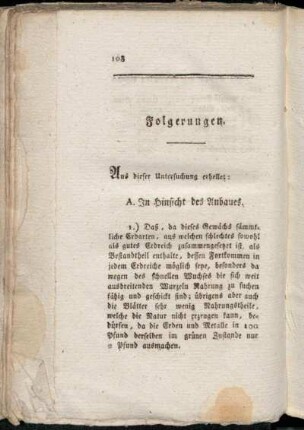 108
Folgerungen.
Aus dieser Untersuchung erhellet:
A. In Hinsicht des Anbaues.
1.) Daß, da dieses Gewächs sämmt-
liche Erdarten, aus welchen schlechtes sowohl
als gutes Erdreich zusammengesetzt ist, als
Bestandtheil enthalte, dessen Fortkommen in
jedem Erdreiche möglich seye, besonders da
wegen des schnellen Wuchses die sich weit
ausbreitenden Wurzeln Nahrung zu suchen
fähig und geschickt sind; übrigens aber auch
die Blätter sehr wenig Nahrungstheile,
welche die Natur nicht erzeugen kann, be-
dürfen, da die Erden und Metalle in 100
Pfund derselben im grünen Zustande nur
2 Pfund ausmachen.